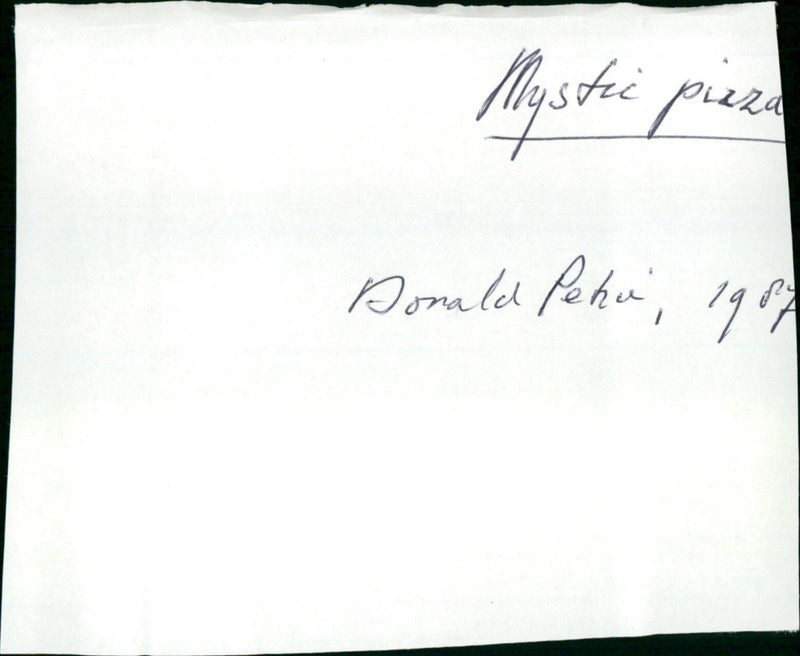 Mystic pizza
Donald Petrie, 1987